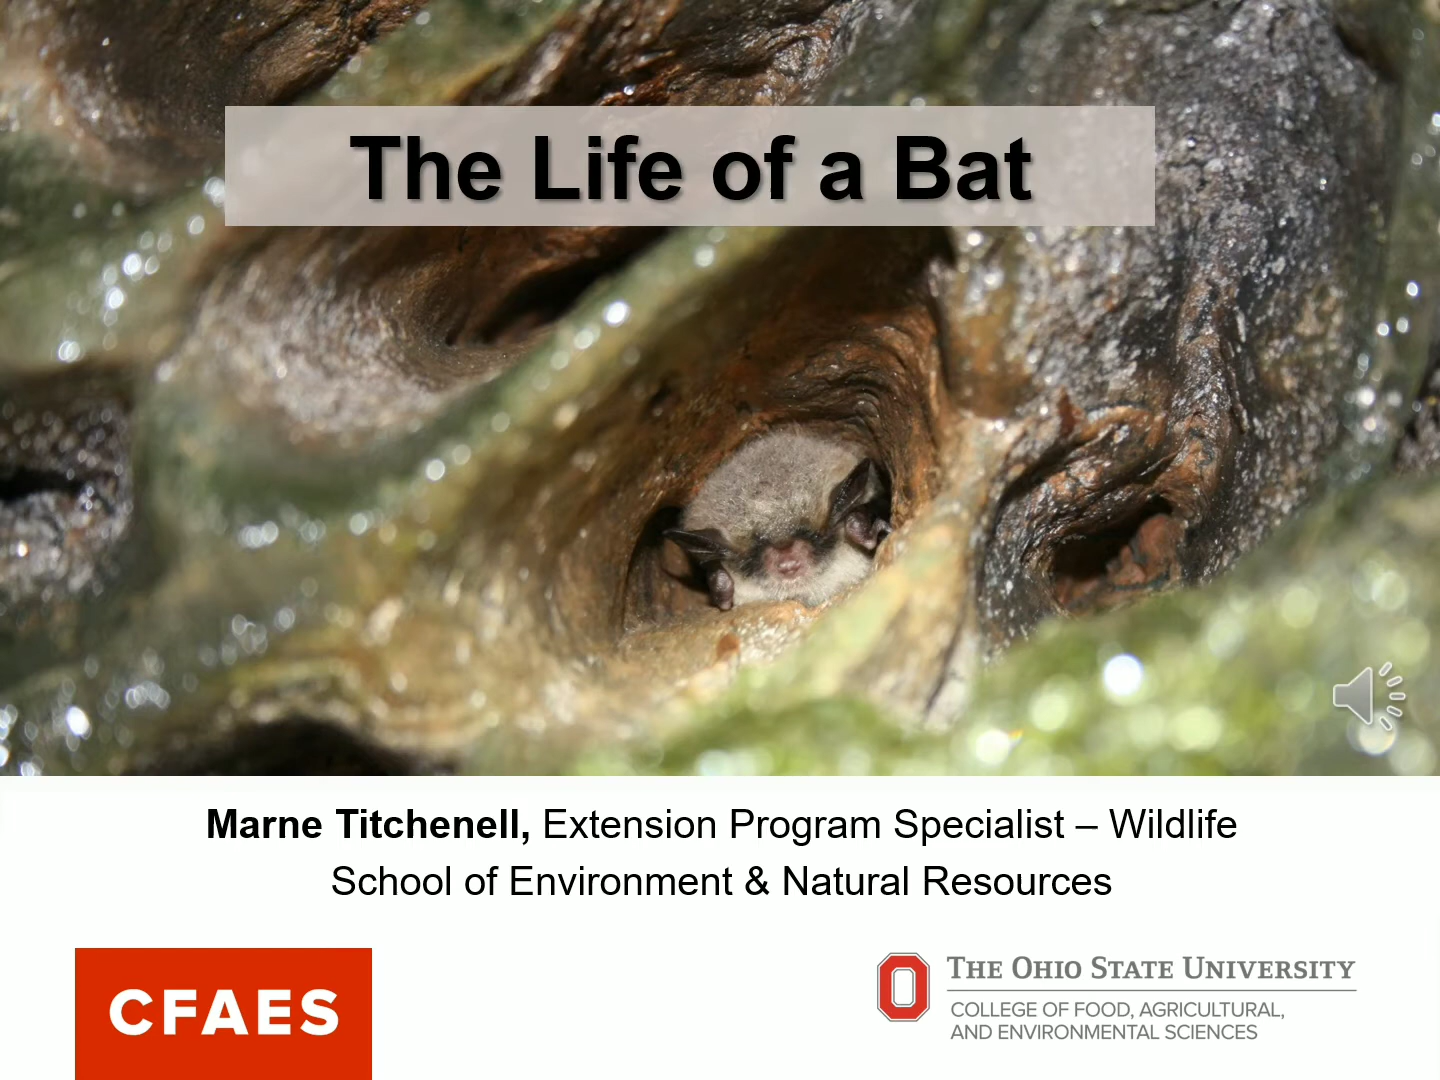 The Life of a Bat
Marne Titchenell, Extension Program Specialist – Wildlife
School of Environment & Natural Resources
CFAES
THE OHIO STATE UNIVERSITY
COLLEGE OF FOOD, AGRICULTURAL,
AND ENVIRONMENTAL SCIENCES